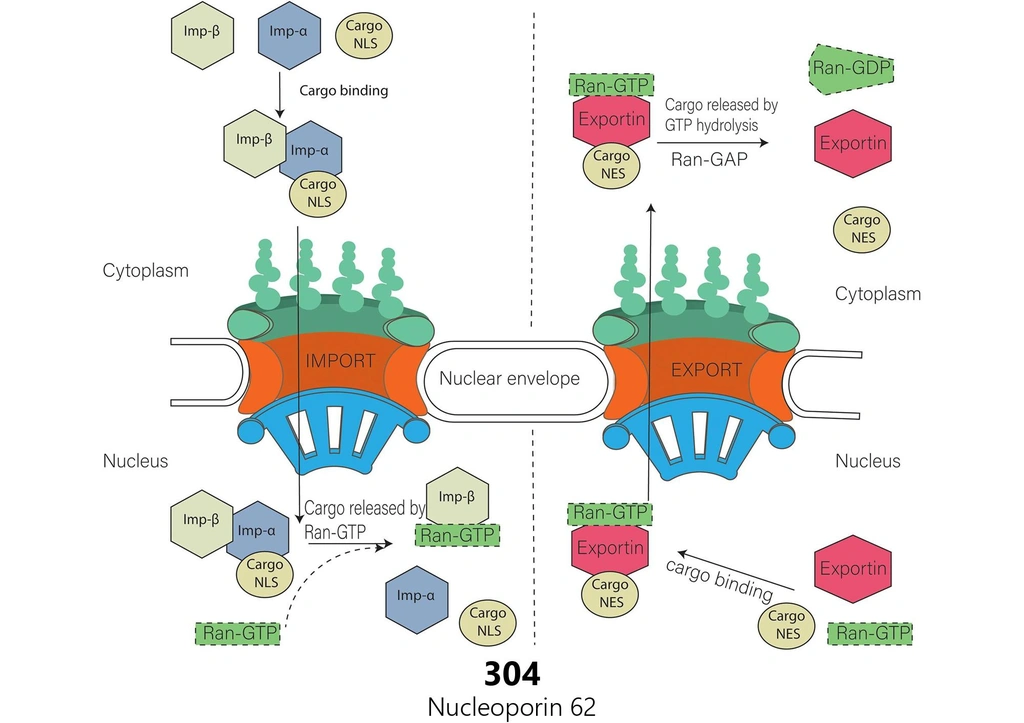 Imp-β
Imp-α
Cargo
NLS
Cargo binding
Imp-β
Imp-α
Cargo
NLS
Cytoplasm
IMPORT
Nuclear envelope
Nucleus
Imp-β
Imp-α
Cargo
NLS
Ran-GTP
Cargo released by
Ran-GTP
Imp-β
Ran-GTP
Imp-α
Cargo
NLS
Ran-GTP
Exportin
Cargo
NES
Cargo released by
GTP hydrolysis
Ran-GAP
Ran-GDP
Exportin
Cargo
NES
Cytoplasm
EXPORT
Nucleus
Ran-GTP
Exportin
Cargo
NES
cargo binding
Exportin
Cargo
NES
Ran-GTP
304
Nucleoporin 62